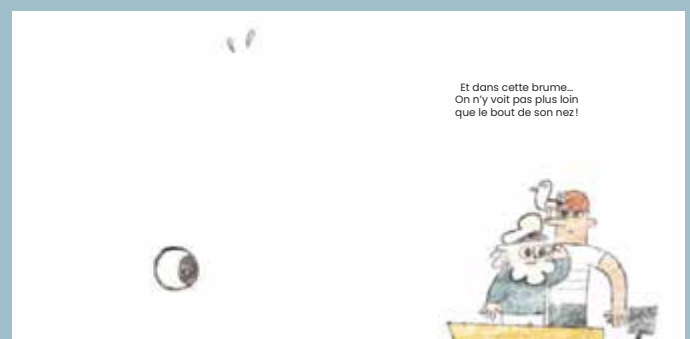 Et dans cette brume…
On n’y voit pas plus loin
que le bout de son nez !